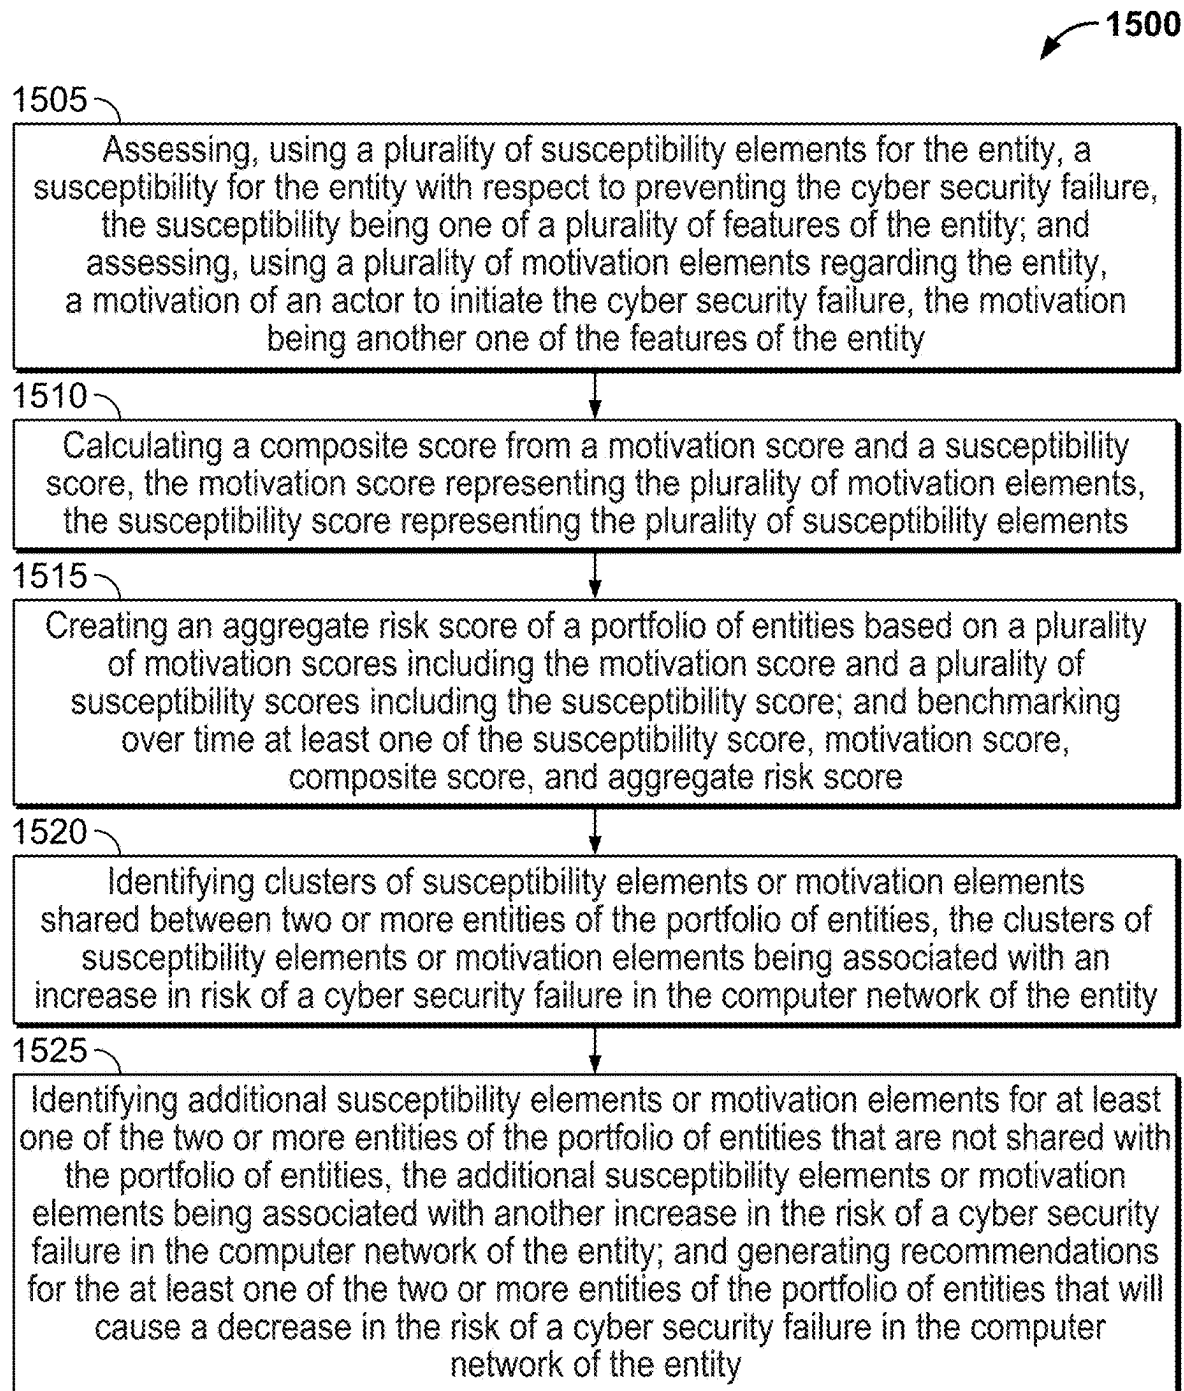 1500
1505
Assessing, using a plurality of susceptibility elements for the entity, a
susceptibility for the entity with respect to preventing the cyber security failure,
the susceptibility being one of a plurality of features of the entity; and
assessing, using a plurality of motivation elements regarding the entity,
a motivation of an actor to initiate the cyber security failure, the motivation
being another one of the features of the entity
1510
Calculating a composite score from a motivation score and a susceptibility
score, the motivation score representing the plurality of motivation elements,
the susceptibility score representing the plurality of susceptibility elements
1515
Creating an aggregate risk score of a portfolio of entities based on a plurality
of motivation scores including the motivation score and a plurality of
susceptibility scores including the susceptibility score; and benchmarking
over time at least one of the susceptibility score, motivation score,
composite score, and aggregate risk score
1520
Identifying clusters of susceptibility elements or motivation elements
shared between two or more entities of the portfolio of entities, the clusters of
susceptibility elements or motivation elements being associated with an
increase in risk of a cyber security failure in the computer network of the entity
1525
Identifying additional susceptibility elements or motivation elements for at least
one of the two or more entities of the portfolio of entities that are not shared with
the portfolio of entities, the additional susceptibility elements or motivation
elements being associated with another increase in the risk of a cyber security
failure in the computer network of the entity; and generating recommendations
for the at least one of the two or more entities of the portfolio of entities that will
cause a decrease in the risk of a cyber security failure in the computer
network of the entity